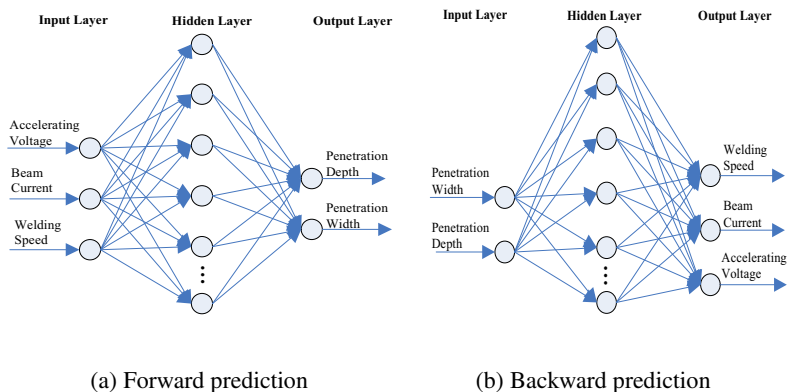 Input Layer
Hidden Layer
Output Layer
Accelerating
Voltage
Beam
Current
Welding
Speed
Penetration
Depth
Penetration
Width
(a) Forward prediction
Input Layer
Hidden Layer
Output Layer
Penetration
Width
Penetration
Depth
Welding
Speed
Beam
Current
Accelerating
Voltage
(b) Backward prediction